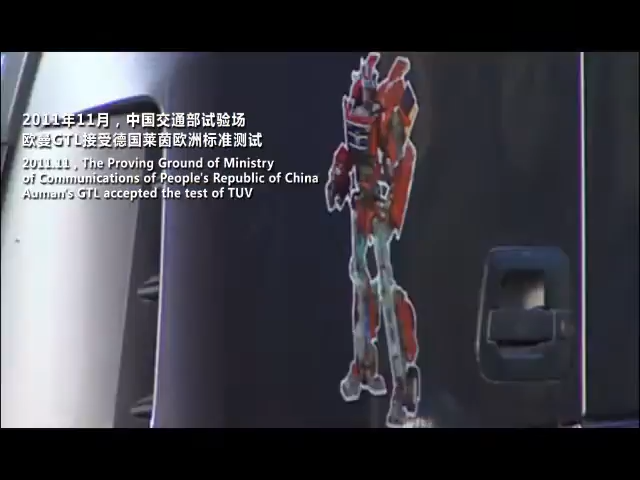 2011年11月，中国交通部试验场
欧曼GTL接受德国莱茵欧洲标准测试
2011.11 , The Proving Ground of Ministry
of Communications of People's Republic of China
Auman's GTL accepted the test of TUV